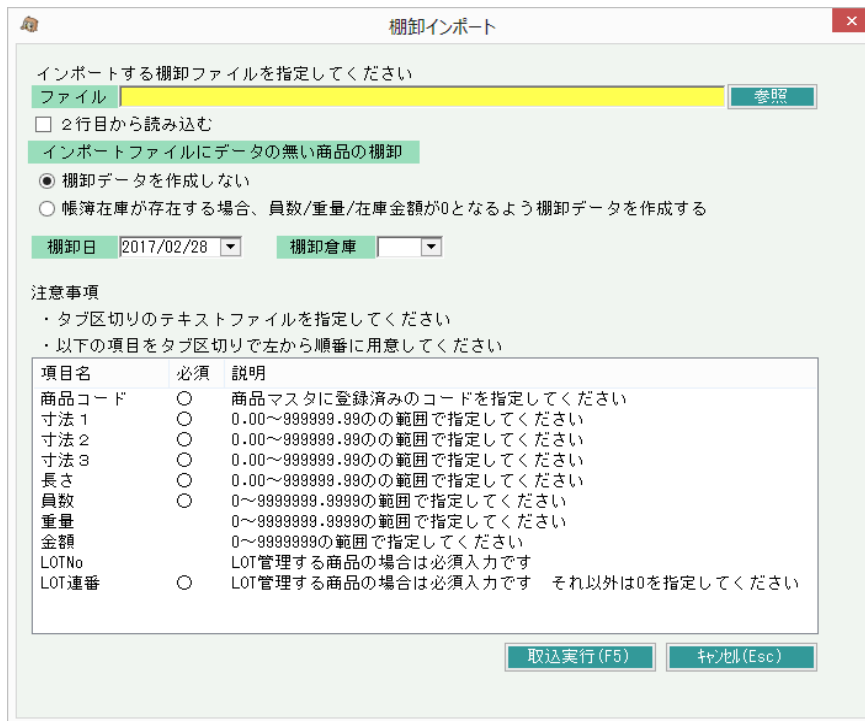 棚卸インポート
インポートする棚卸ファイルを指定してください
ファイル 参照
２行目から読み込む
インポートファイルにデータの無い商品の棚卸
棚卸データを作成しない
帳簿在庫が存在する場合、員数/重量/在庫金額が0となるよう棚卸データを作成する
棚卸日 2017/02/28 棚卸倉庫
注意事項
・タブ区切りのテキストファイルを指定してください
・以下の項目をタブ区切りで左から順番に用意してください
項目名 必須 説明
商品コード ○ 商品マスタに登録済みのコードを指定してください
寸法１ ○ 0.00～999999.99のの範囲で指定してください
寸法２ ○ 0.00～999999.99のの範囲で指定してください
寸法３ ○ 0.00～999999.99のの範囲で指定してください
長さ ○ 0.00～999999.99のの範囲で指定してください
員数 ○ 0～9999999.9999の範囲で指定してください
重量 0～9999999.9999の範囲で指定してください
金額 0～9999999の範囲で指定してください
LOTNo LOT管理する商品の場合は必須入力です
LOT連番 ○ LOT管理する商品の場合は必須入力です　それ以外は0を指定してください
取込実行(F5) ｷｬﾝｾﾙ(Esc)